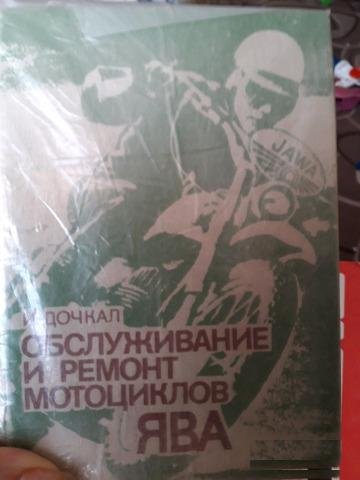 JAWA
И. ДОЧКАЛ
ОБСЛУЖИВАНИЕ
И РЕМОНТ
МОТОЦИКЛОВ
ЯВА